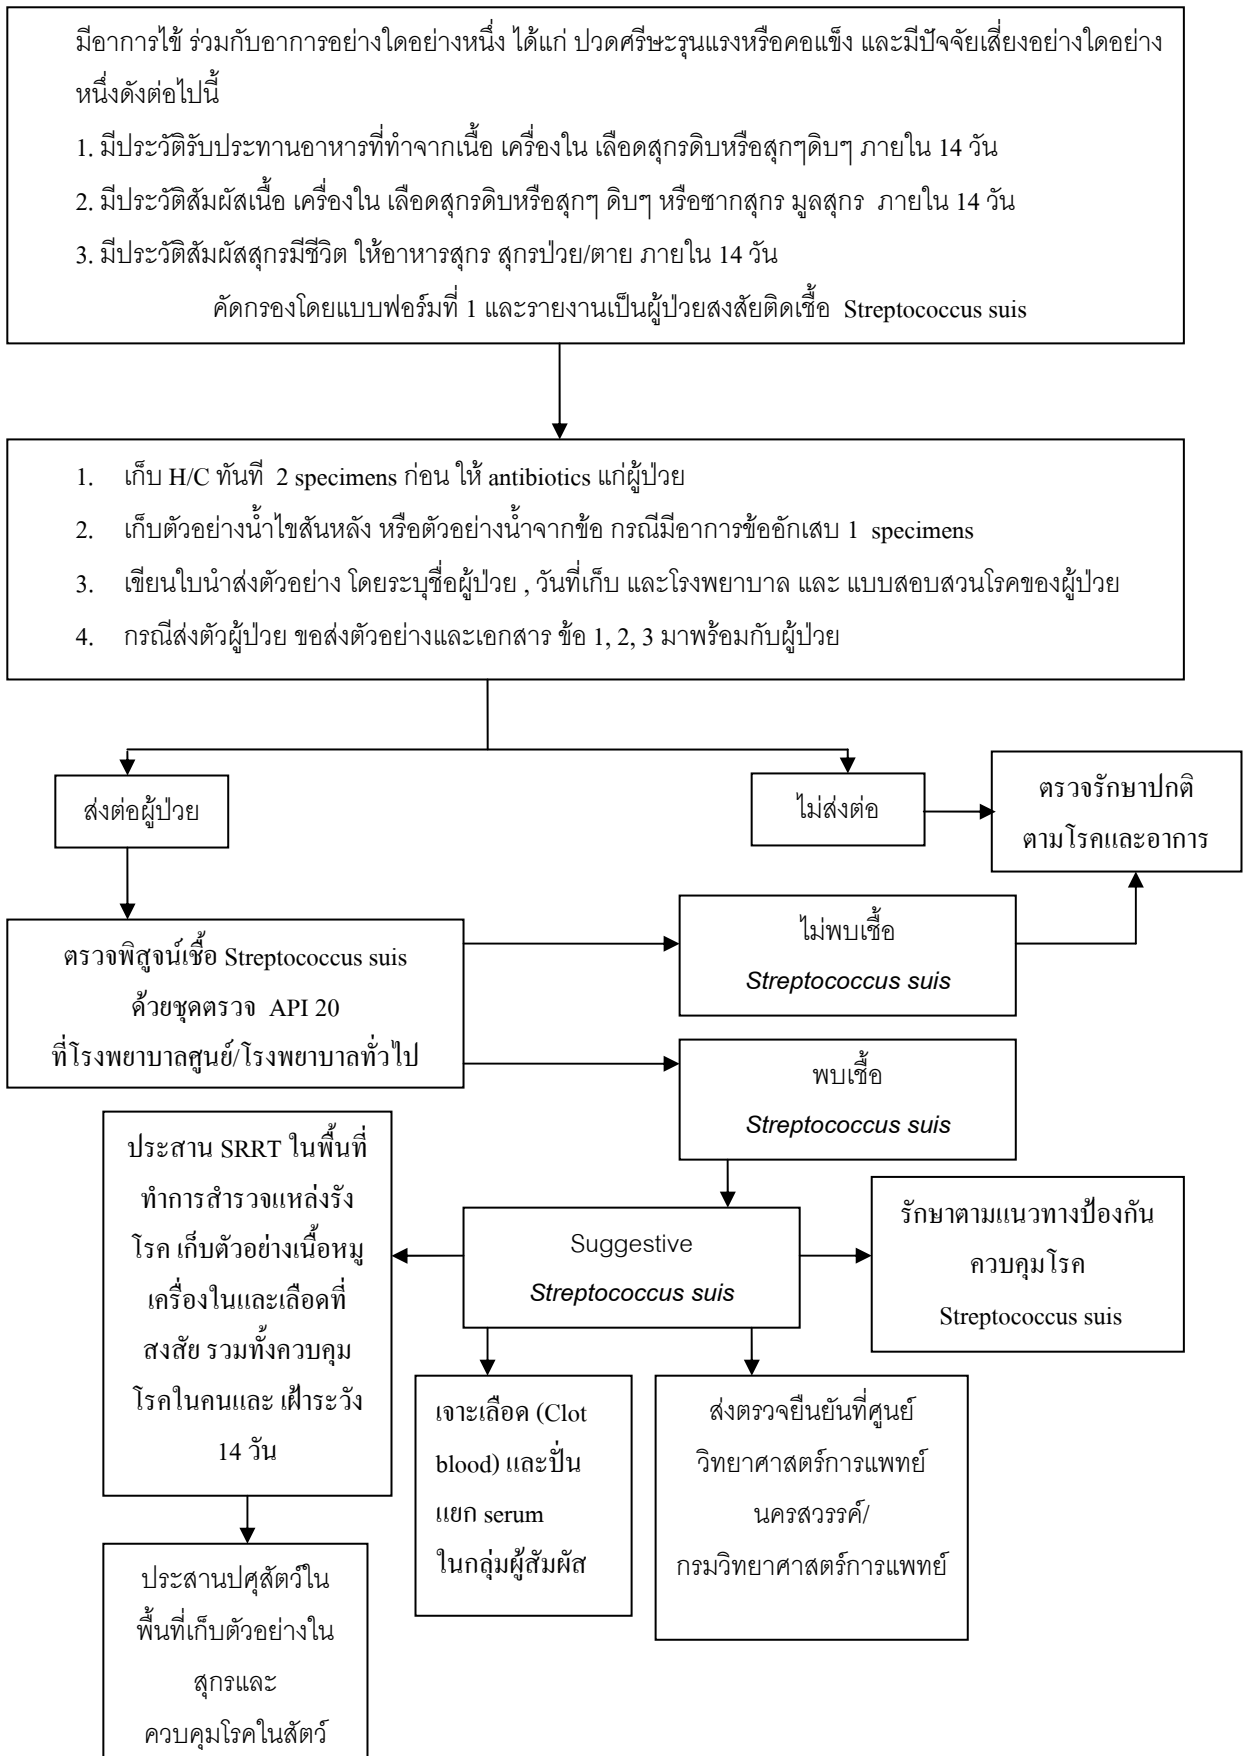 มีอาการไข้ ร่วมกับอาการอย่างใดอย่างหนึ่ง ได้แก่ ปวดศรีษะรุนแรงหรือคอแข็ง และมีปัจจัยเสี่ยงอย่างใดอย่าง
หนึ่งดังต่อไปนี้
1. มีประวัติรับประทานอาหารที่ทำจากเนื้อ เครื่องใน เลือดสุกรดิบหรือสุกๆดิบๆ ภายใน 14 วัน
2. มีประวัติสัมผัสเนื้อ เครื่องใน เลือดสุกรดิบหรือสุกๆ ดิบๆ หรือซากสุกร มูลสุกร ภายใน 14 วัน
3. มีประวัติสัมผัสสุกรมีชีวิต ให้อาหารสุกร สุกรป่วย/ตาย ภายใน 14 วัน
คัดกรองโดยแบบฟอร์มที่ 1 และรายงานเป็นผู้ป่วยสงสัยติดเชื้อ Streptococcus suis
1. เก็บ H/C ทันที 2 specimens ก่อน ให้ antibiotics แก่ผู้ป่วย
2. เก็บตัวอย่างน้ำไขสันหลัง หรือตัวอย่างน้ำจากข้อ กรณีมีอาการข้ออักเสบ 1 specimens
3. เขียนใบนำส่งตัวอย่าง โดยระบุชื่อผู้ป่วย , วันที่เก็บ และโรงพยาบาล และ แบบสอบสวนโรคของผู้ป่วย
4. กรณีส่งตัวผู้ป่วย ขอส่งตัวอย่างและเอกสาร ข้อ 1, 2, 3 มาพร้อมกับผู้ป่วย
ส่งต่อผู้ป่วย
ไม่ส่งต่อ
ตรวจรักษาปกติ
ตามโรคและอาการ
ตรวจพิสูจน์เชื้อ Streptococcus suis
ด้วยชุดตรวจ API 20
ที่โรงพยาบาลศูนย์/โรงพยาบาลทั่วไป
ไม่พบเชื้อ
Streptococcus suis
พบเชื้อ
Streptococcus suis
ประสาน SRRT ในพื้นที่
ทำการสำรวจแหล่งรัง
โรค เก็บตัวอย่างเนื้อหมู
เครื่องในและเลือดที่
สงสัย รวมทั้งควบคุม
โรคในคนและ เฝ้าระวัง
14 วัน
Suggestive
Streptococcus suis
รักษาตามแนวทางป้องกัน
ควบคุมโรค
Streptococcus suis
เจาะเลือด (Clot
blood) และปั่น
แยก serum
ในกลุ่มผู้สัมผัส
ส่งตรวจยืนยันที่ศูนย์
วิทยาศาสตร์การแพทย์
นครสวรรค์/
กรมวิทยาศาสตร์การแพทย์
ประสานปศุสัตว์ใน
พื้นที่เก็บตัวอย่างใน
สุกรและ
ควบคุมโรคในสัตว์